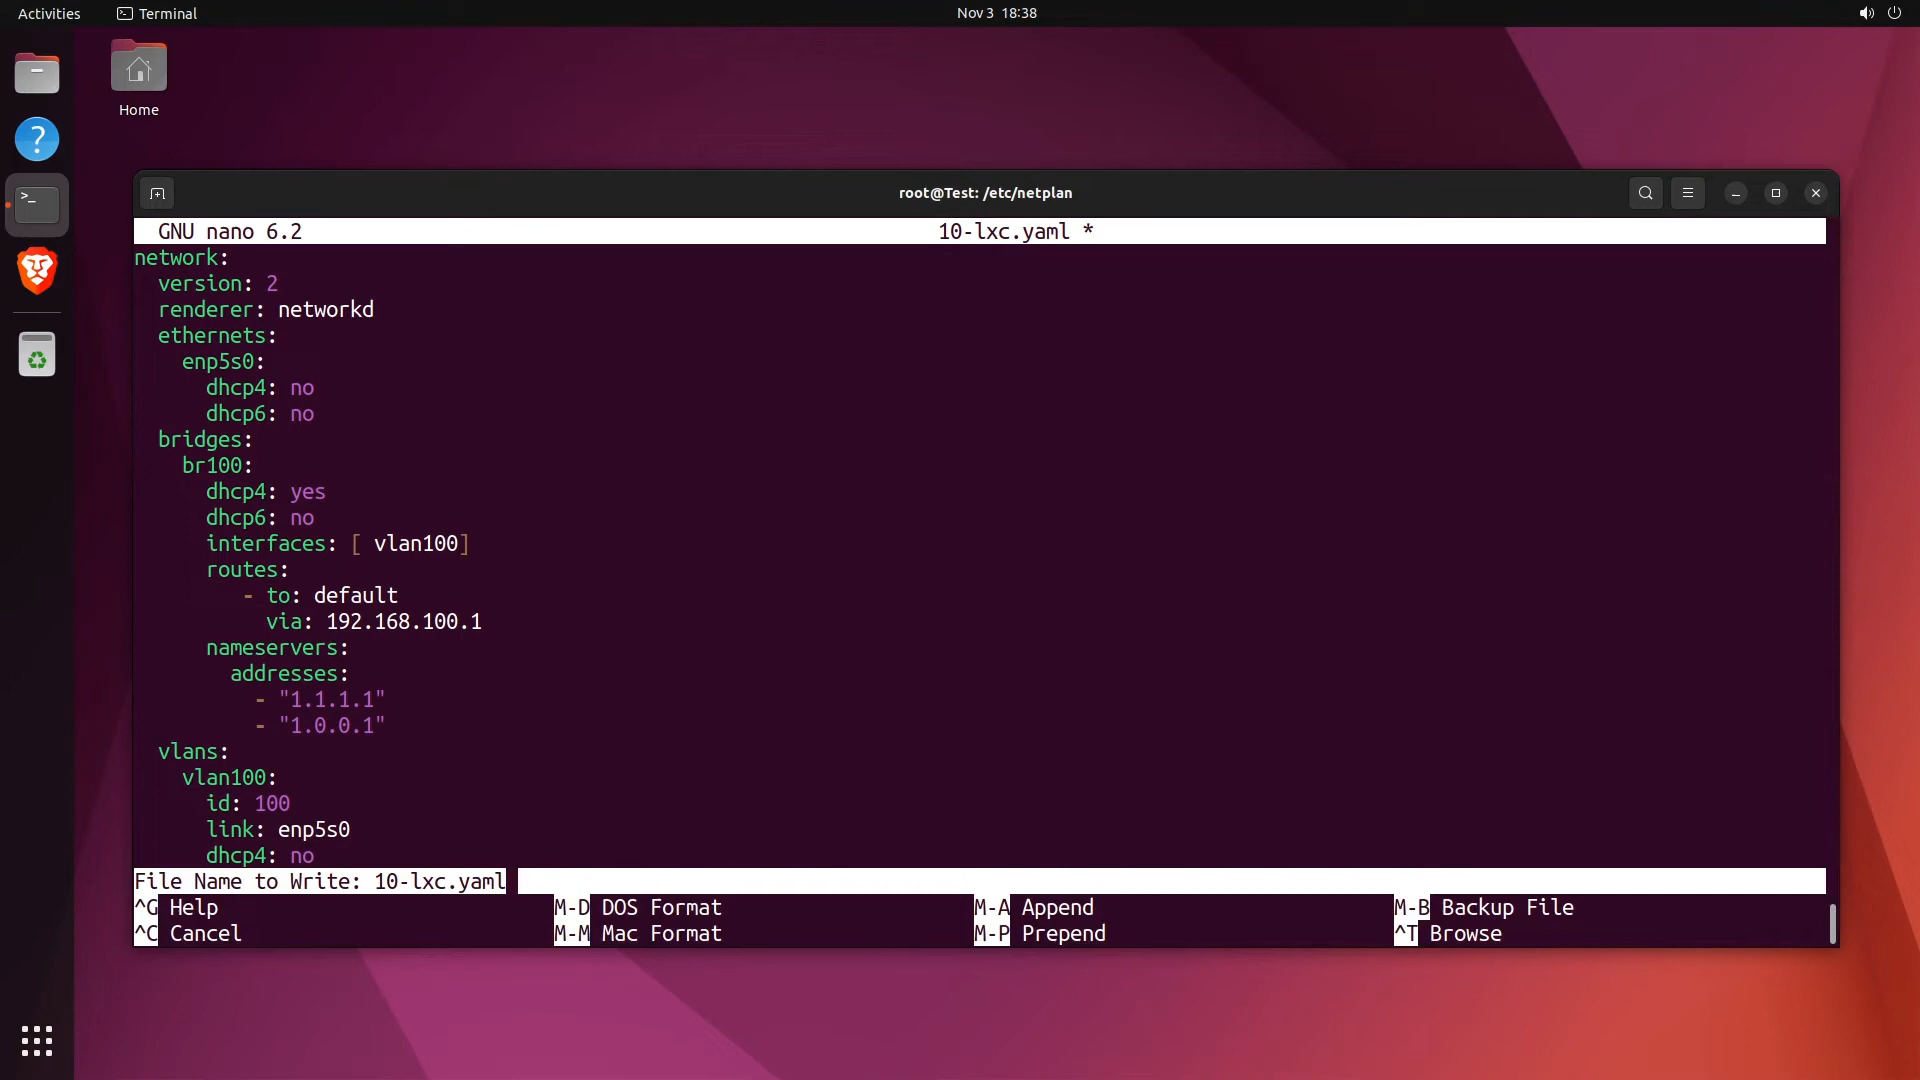 Activities
Terminal
Nov 3 18:38
Home
root@Test: /etc/netplan
GNU nano 6.2 10-lxc.yaml *
network:
  version: 2
  renderer: networkd
  ethernets:
    enp5s0:
      dhcp4: no
      dhcp6: no
  bridges:
    br100:
      dhcp4: yes
      dhcp6: no
      interfaces: [ vlan100]
      routes:
         - to: default
           via: 192.168.100.1
      nameservers:
        addresses:
          - "1.1.1.1"
          - "1.0.0.1"
  vlans:
    vlan100:
      id: 100
      link: enp5s0
      dhcp4: no
File Name to Write: 10-lxc.yaml
^G Help M-D DOS Format M-A Append M-B Backup File
^C Cancel M-M Mac Format M-P Prepend ^T Browse